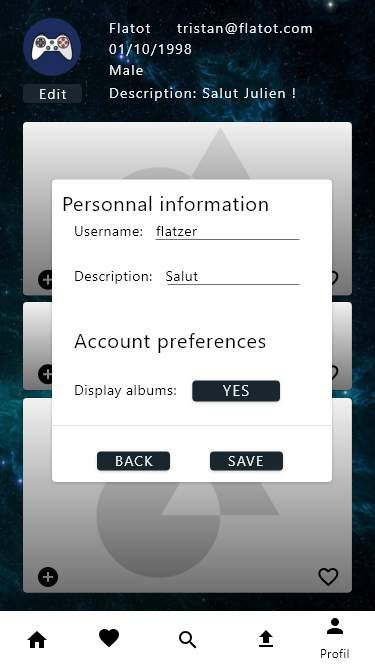 Flatot tristan@flatot.com
01/10/1998
Male
Edit
Description: Salut Julien !
Personnal information
Username: flatzer
Description: Salut
Account preferences
Display albums: YES
BACK SAVE
Profil